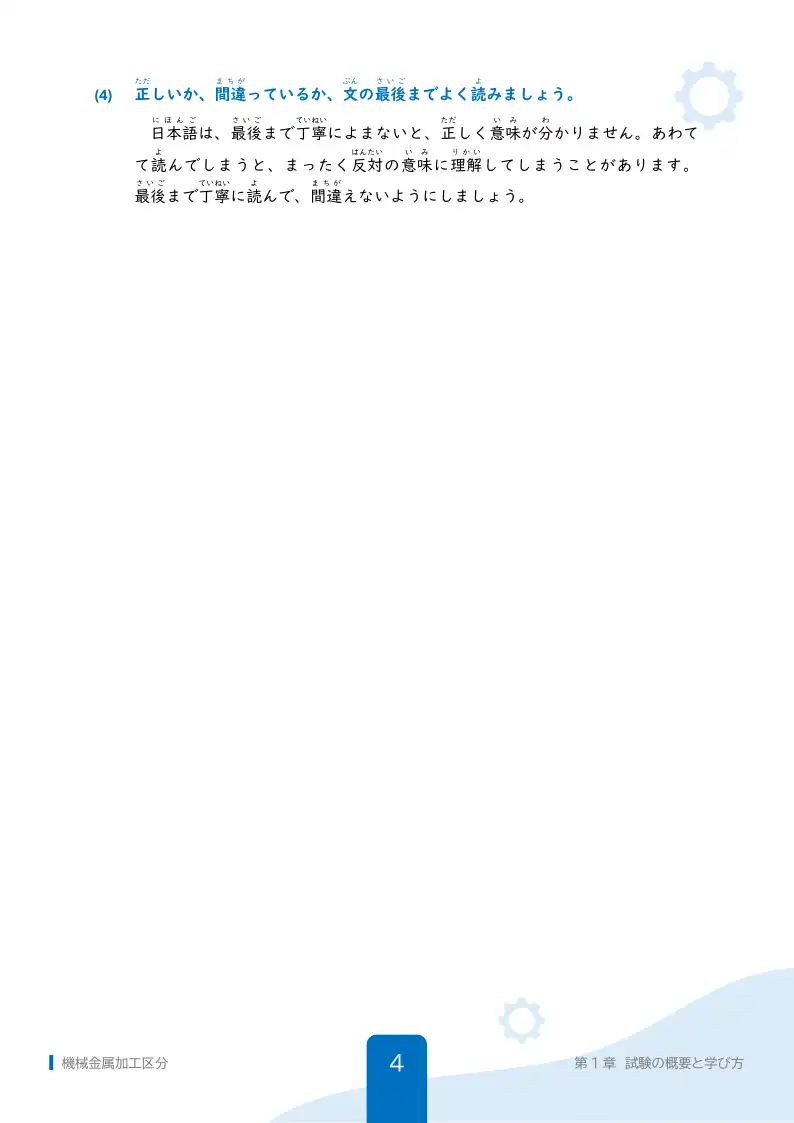 (4) 正しいか、間違っているか、文の最後までよく読みましょう。
日本語は、最後まで丁寧によまないと、正しく意味が分かりません。あわて
て読んでしまうと、まったく反対の意味に理解してしまうことがあります。
最後まで丁寧に読んで、間違えないようにしましょう。
機械金属加工区分
4
第1章 試験の概要と学び方